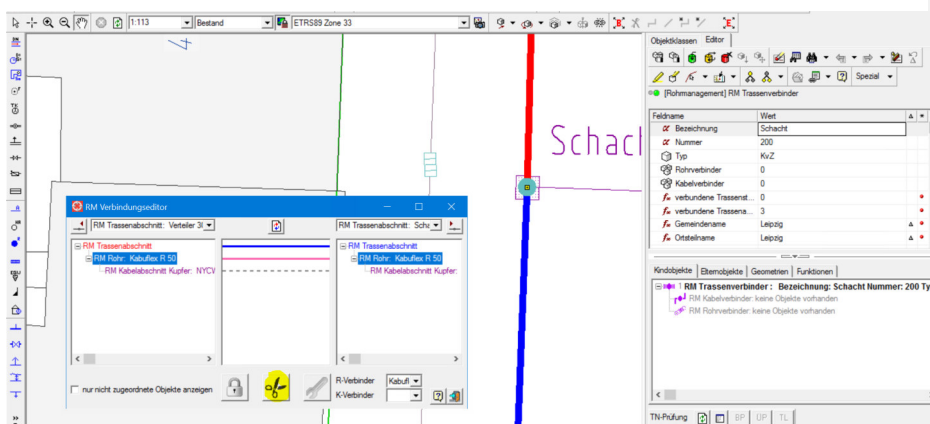 1:113
Bestand
ETRS89 Zone 33
Schach
RM Verbindungseditor
RM Trassenabschnitt: Verteiler 3(
RM Trassenabschnitt: Sch
RM Trassenabschnitt
RM Rohr: Kabuflex R 50
RM Kabelabschnitt Kupfer: NYCV
RM Trassenabschnitt
RM Rohr: Kabuflex R 50
RM Kabelabschnitt Kupfer:
nur nicht zugeordnete Objekte anzeigen
R-Verbinder
Kabufl
K-Verbinder
Objektklassen Editor
Spezial
[Rohrmanagement] RM Trassenverbinder
Feldname Wert
Bezeichnung Schacht
Nummer 200
Typ KvZ
Rohrverbinder 0
Kabelverbinder 0
verbundene Trassenst... 0
verbundene Trassena... 3
Gemeindename Leipzig
Ortsteilname Leipzig
Kindobjekte Elternobjekte Geometrien Funktionen
1 RM Trassenverbinder : Bezeichnung: Schacht Nummer: 200 Ty
RM Kabelverbinder: keine Objekte vorhanden
RM Rohrverbinder: keine Objekte vorhanden
TN-Prüfung BP ÜP TL